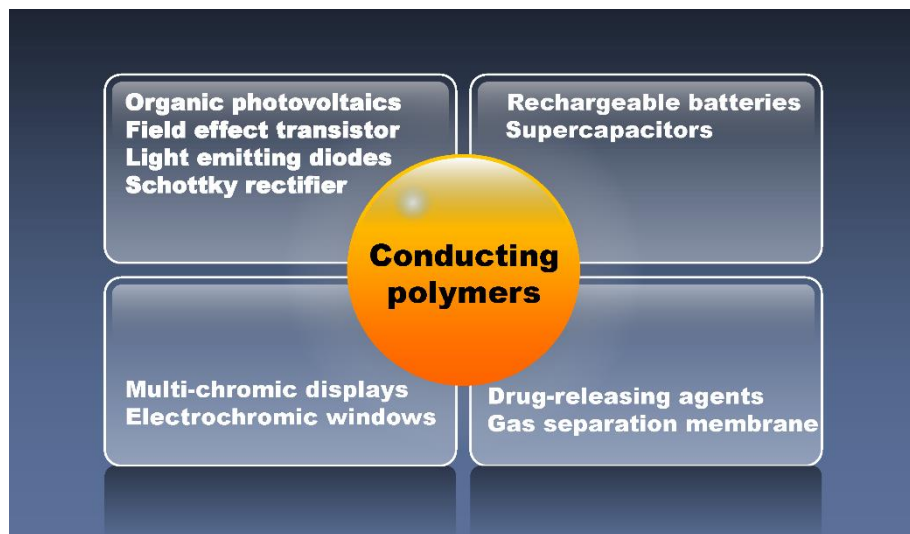 Organic photovoltaics
Field effect transistor
Light emitting diodes
Schottky rectifier
Rechargeable batteries
Supercapacitors
Conducting
polymers
Multi-chromic displays
Electrochromic windows
Drug-releasing agents
Gas separation membrane